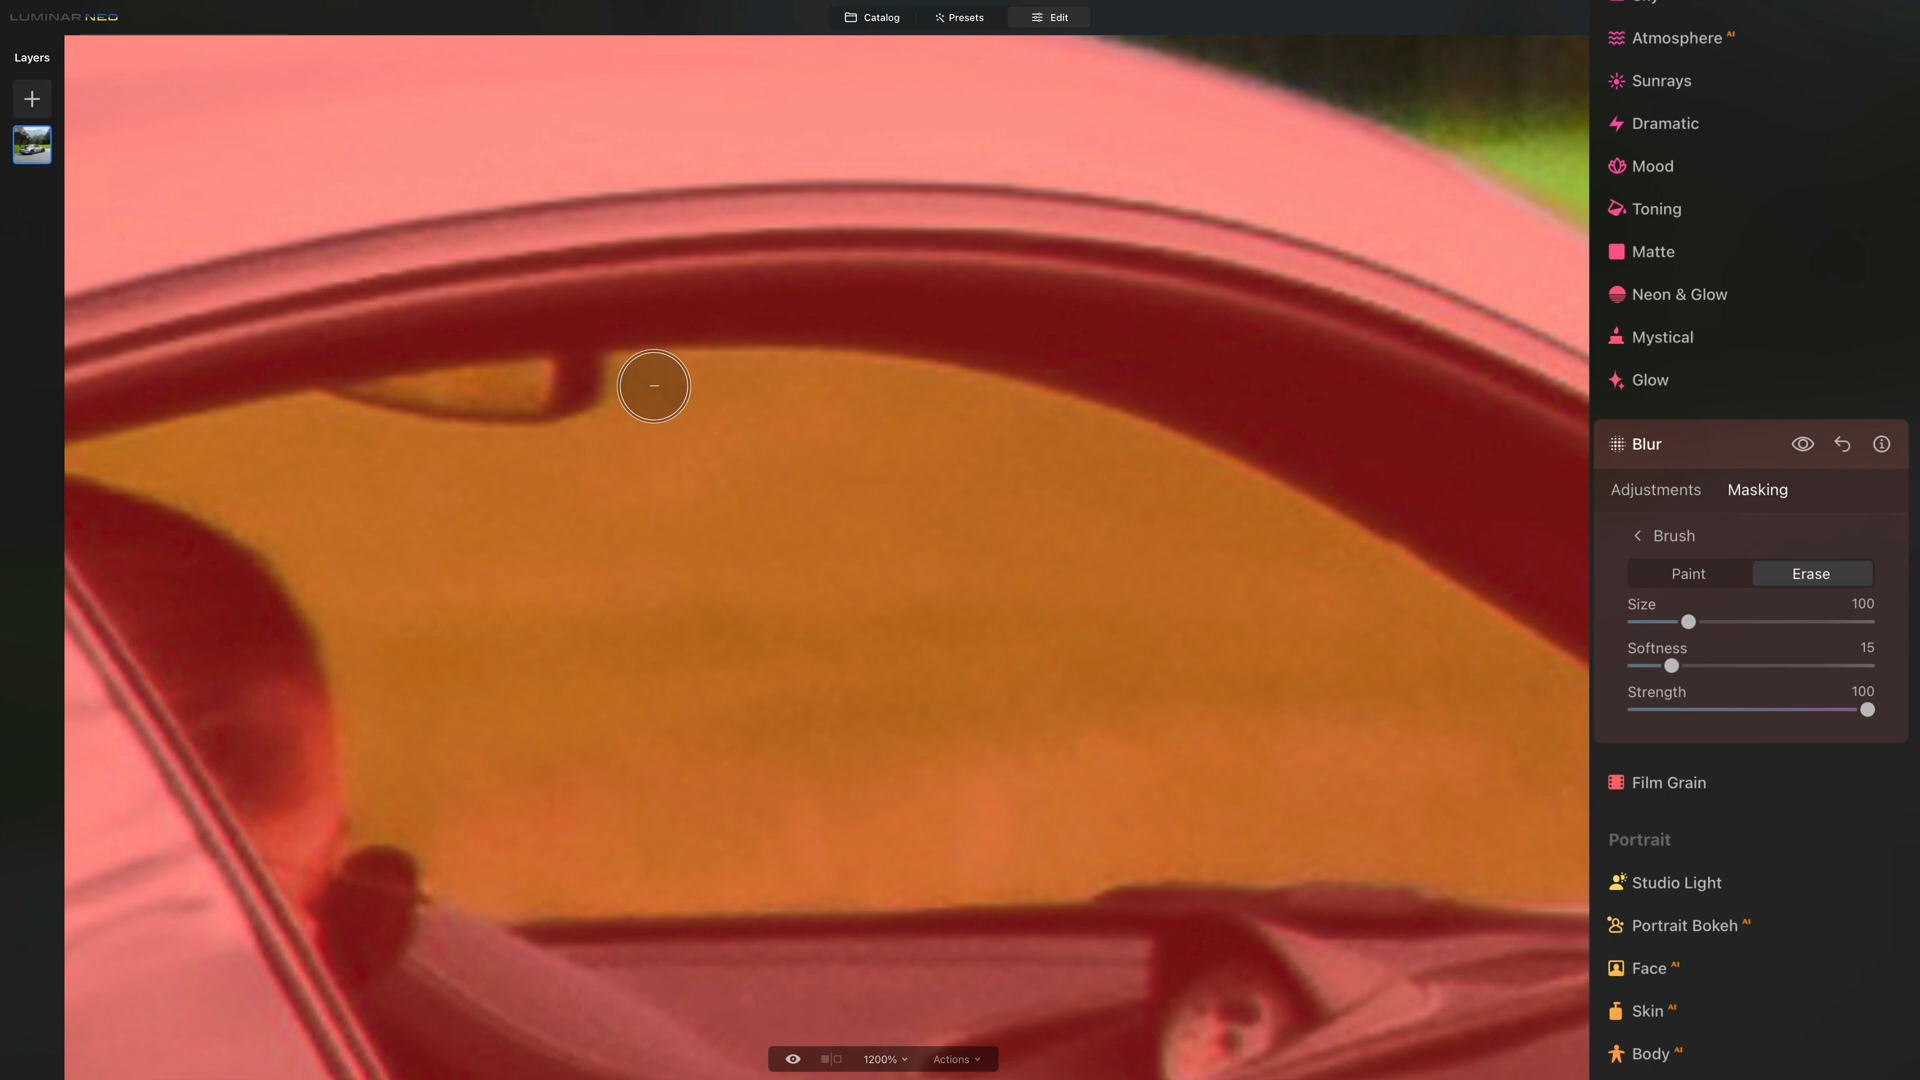 LUMINAR NEO
Catalog
Presets
Edit
Layers
Atmosphere AI
Sunrays
Dramatic
Mood
Toning
Matte
Neon & Glow
Mystical
Glow
Blur
Adjustments
Masking
Brush
Paint
Erase
Size
100
Softness
15
Strength
100
Film Grain
Portrait
Studio Light
Portrait Bokeh AI
Face AI
Skin AI
Body AI
1200%
Actions